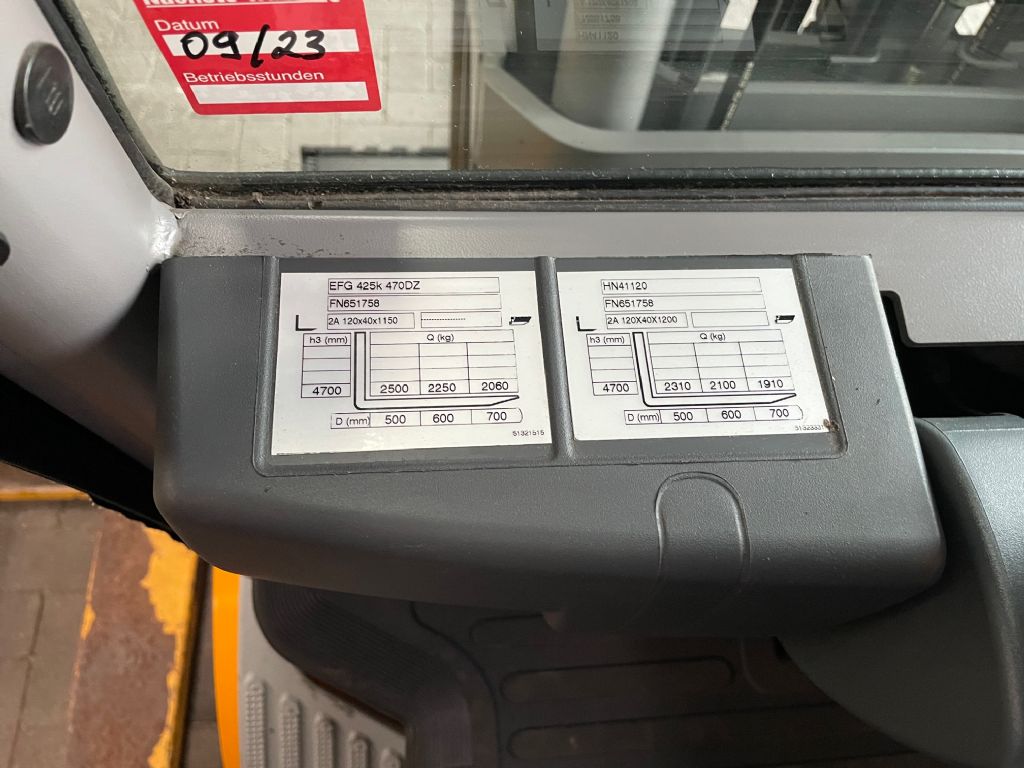 Datum
09/23
Betriebsstunden
EFG 425k 470DZ
FN651758
2A 120x40x1150 -------------
h3 (mm) Q (kg)
4700 2500 2250 2060
D (mm) 500 600 700
51321515
HN41120
FN651758
2A 120X40X1200
h3 (mm) Q (kg)
4700 2310 2100 1910
D (mm) 500 600 700